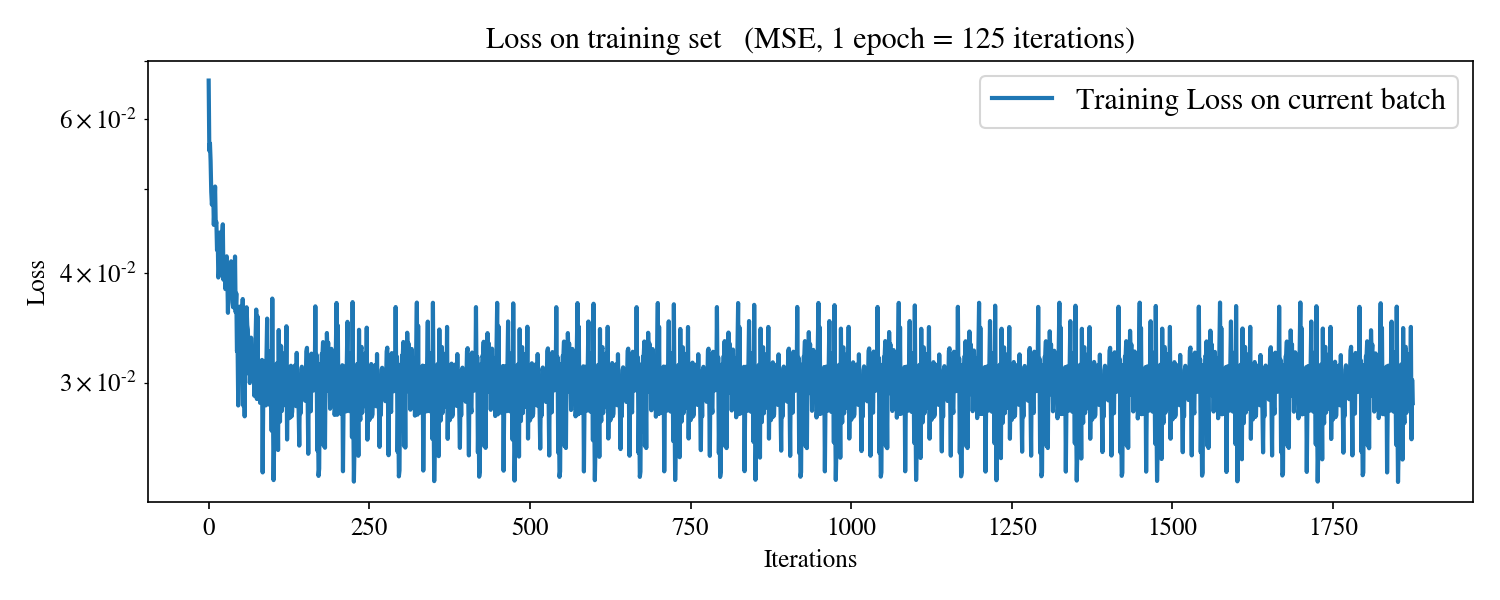 Loss on training set (MSE, 1 epoch = 125 iterations)
Training Loss on current batch
6 × 10⁻²
4 × 10⁻²
3 × 10⁻²
Loss
0 250 500 750 1000 1250 1500 1750
Iterations